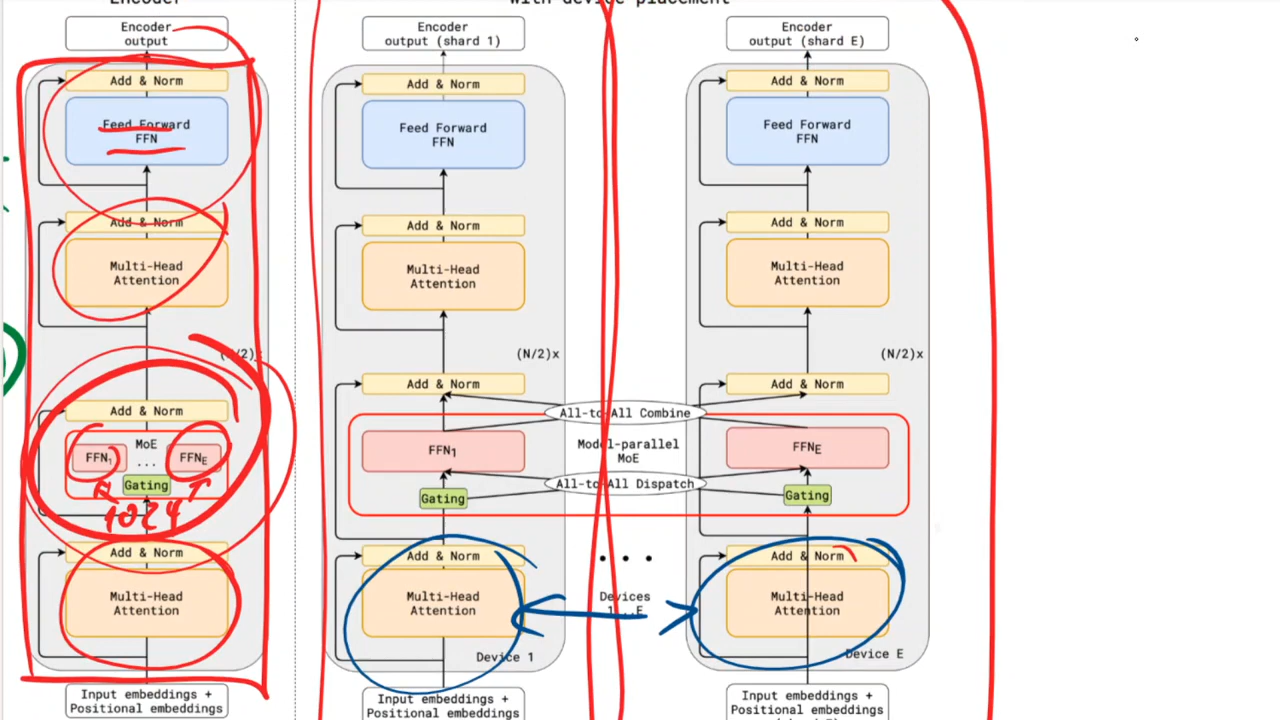 Encoder
with device placement
Encoder
output
Add & Norm
Feed Forward
FFN
Add & Norm
Multi-Head
Attention
(N/2)x
Add & Norm
MoE
FFN1
...
FFNE
Gating
1024
Add & Norm
Multi-Head
Attention
Input embeddings +
Positional embeddings
Encoder
output (shard 1)
Add & Norm
Feed Forward
FFN
Add & Norm
Multi-Head
Attention
(N/2)x
Add & Norm
FFN1
Gating
Add & Norm
Multi-Head
Attention
Device 1
Input embeddings +
Positional embeddings
All-to-All Combine
Model-parallel
MoE
All-to-All Dispatch
...
Devices
1...E
Encoder
output (shard E)
Add & Norm
Feed Forward
FFN
Add & Norm
Multi-Head
Attention
(N/2)x
Add & Norm
FFNE
Gating
Add & Norm
Multi-Head
Attention
Device E
Input embeddings +
Positional embeddings